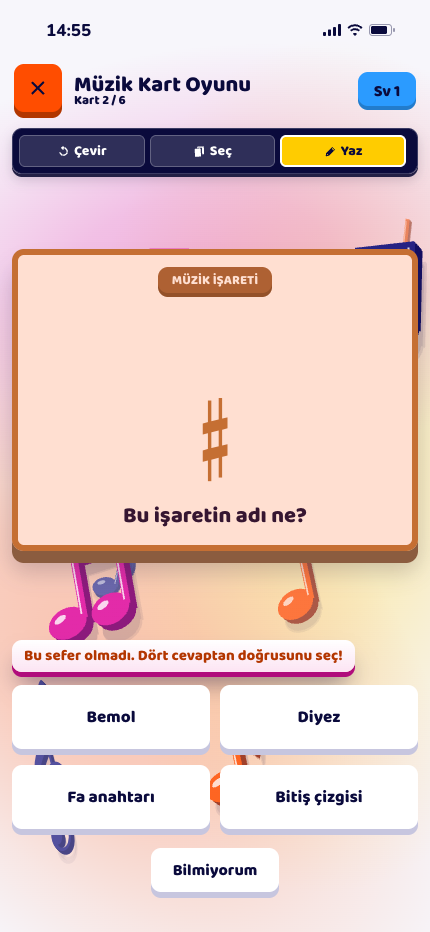 14:55
Müzik Kart Oyunu
Kart 2 / 6
Sv 1
Çevir
Seç
Yaz
MÜZİK İŞARETİ
Bu işaretin adı ne?
Bu sefer olmadı. Dört cevaptan doğrusunu seç!
Bemol
Diyez
Fa anahtarı
Bitiş çizgisi
Bilmiyorum